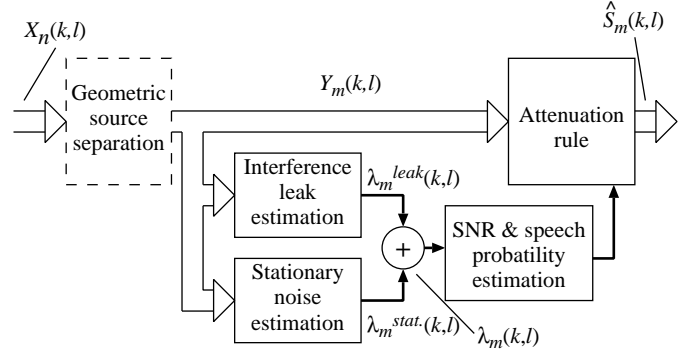 X_n(k,l)
Ŝ_m(k,l)
Geometric
source
separation
Y_m(k,l)
Attenuation
rule
Interference
leak
estimation
λ_m^leak(k,l)
+
SNR & speech
probatility
estimation
Stationary
noise
estimation
λ_m^stat.(k,l)
λ_m(k,l)